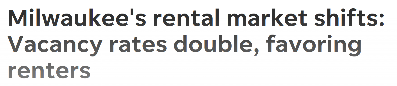 Milwaukee's rental market shifts:
Vacancy rates double, favoring
renters